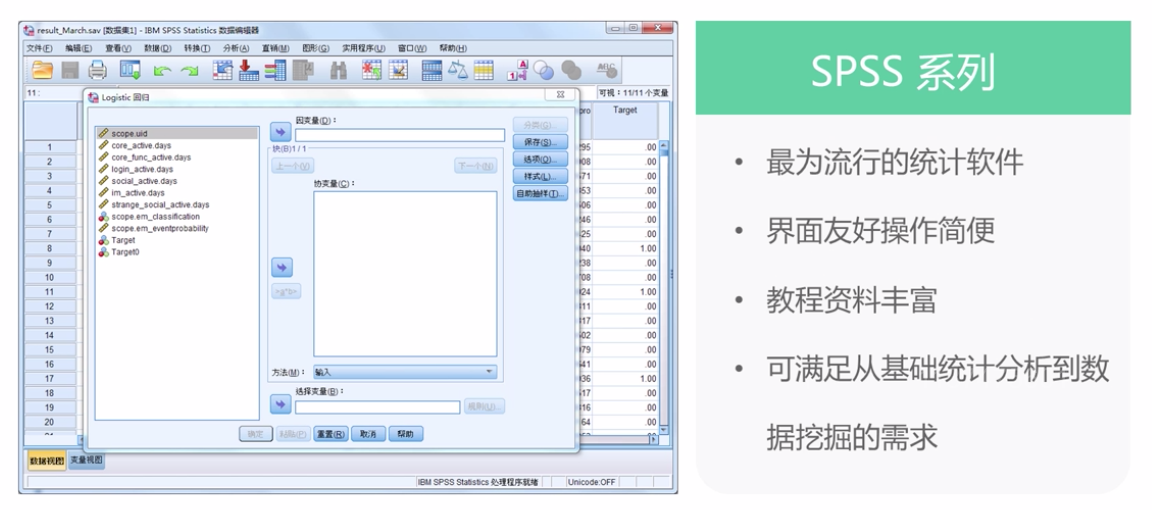 result_March.sav [数据集1] - IBM SPSS Statistics 数据编辑器
文件(F) 编辑(E) 查看(V) 数据(D) 转换(T) 分析(A) 直销(M) 图形(G) 实用程序(U) 窗口(W) 帮助(H)
11 :
可视：11/11 个变量
Logistic 回归
pro
Target
scope.uid
core_active.days
core_func_active.days
login_active.days
social_active.days
im_active.days
strange_social_active.days
scope.em_classification
scope.em_eventprobability
Target
Target0
因变量(D)：
块(B)1 / 1
上一个(V)
下一个(N)
协变量(C)：
>a*b>
方法(M)：
输入
选择变量(B)：
规则(U)...
分类(G)...
保存(S)...
选项(O)...
样式(L)...
自助抽样(T)...
确定 粘贴(P) 重置(R) 取消 帮助
1 .00
2 .00
3 .00
4 .00
5 .00
6 .00
7 .00
8 1.00
9 .00
10 .00
11 1.00
12 .00
13 .00
14 .00
15 .00
16 .00
17 1.00
18 .00
19 .00
20 .00
数据视图 变量视图
IBM SPSS Statistics 处理程序就绪
Unicode:OFF
SPSS 系列
• 最为流行的统计软件
• 界面友好操作简便
• 教程资料丰富
• 可满足从基础统计分析到数
据挖掘的需求